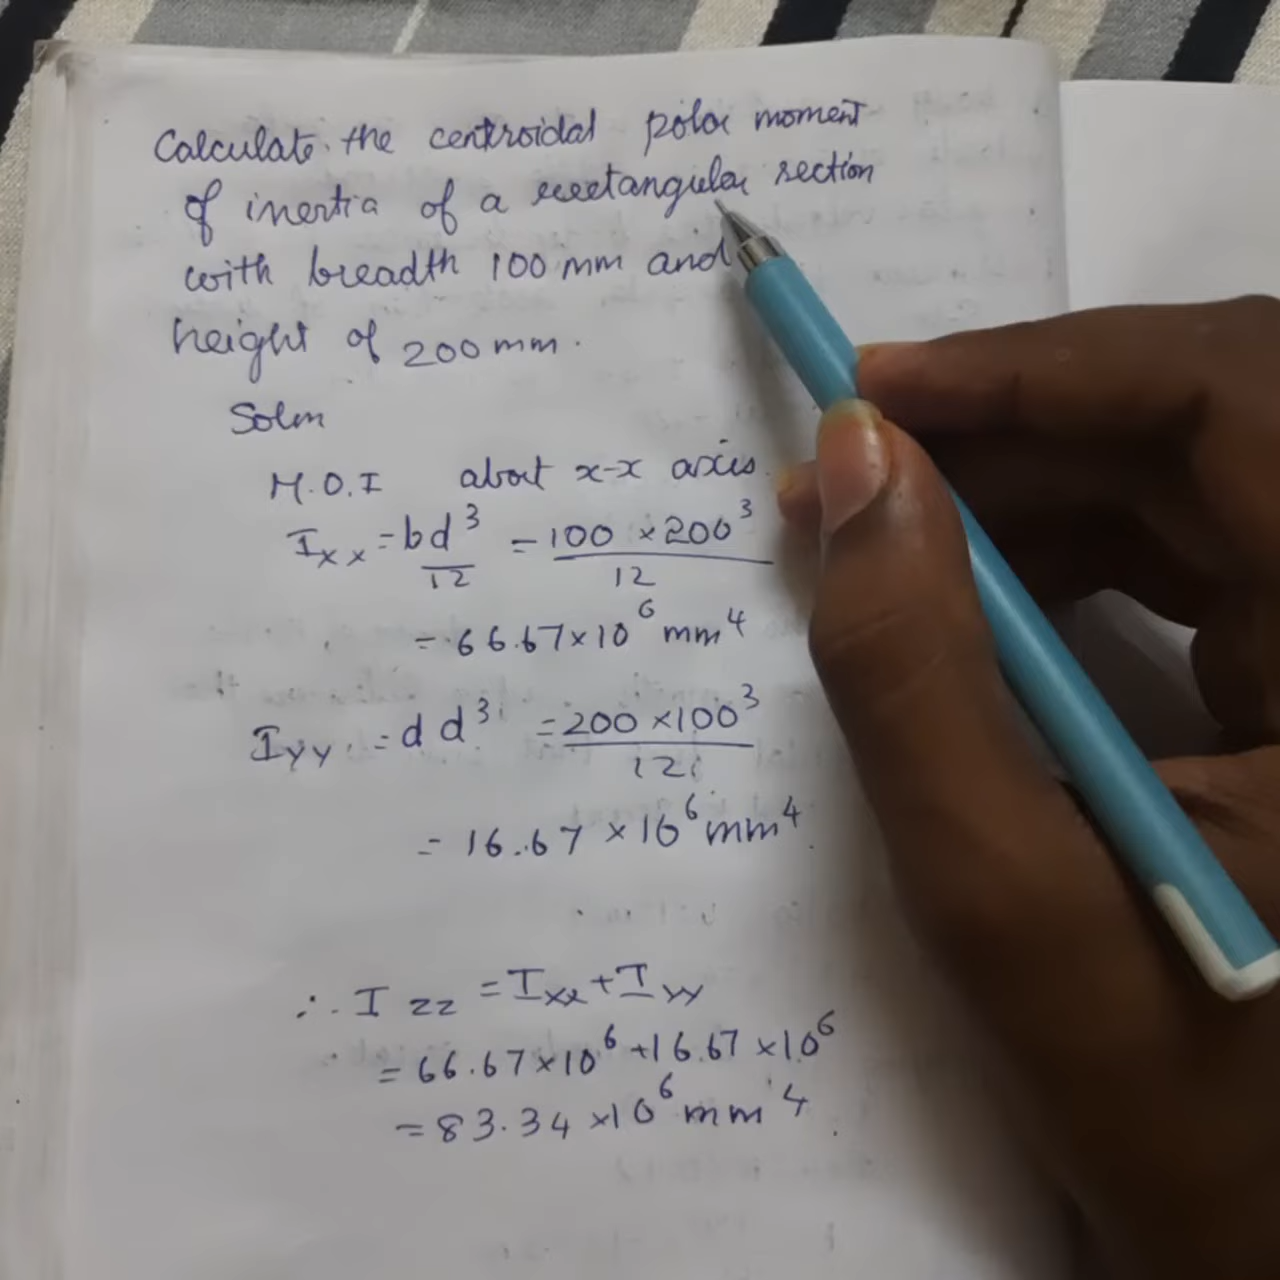 Calculate the centroidal polar moment
of inertia of a rectangular section
with breadth 100 mm and
height of 200 mm.
Soln
M.O.I about x-x axis.
Ixx = bd³/12 = 100 × 200³/12
= 66.67 × 10⁶ mm⁴
Iyy = d d³ = 200 × 100³/12
= 16.67 × 10⁶ mm⁴
∴ I zz = Ixx + Iyy
= 66.67 × 10⁶ + 16.67 × 10⁶
= 83.34 × 10⁶ mm⁴